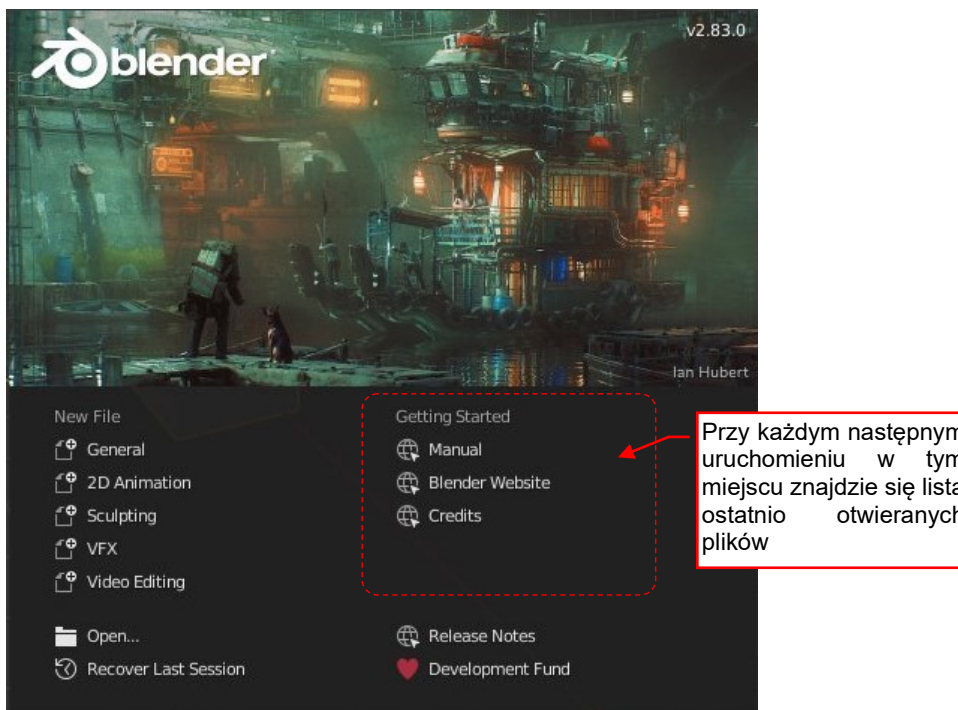 blender
v2.83.0
Ian Hubert
New File
General
2D Animation
Sculpting
VFX
Video Editing
Open...
Recover Last Session
Getting Started
Manual
Blender Website
Credits
Release Notes
Development Fund
Przy każdym następnym
uruchomieniu w tym
miejscu znajdzie się lista
ostatnio otwieranych
plików